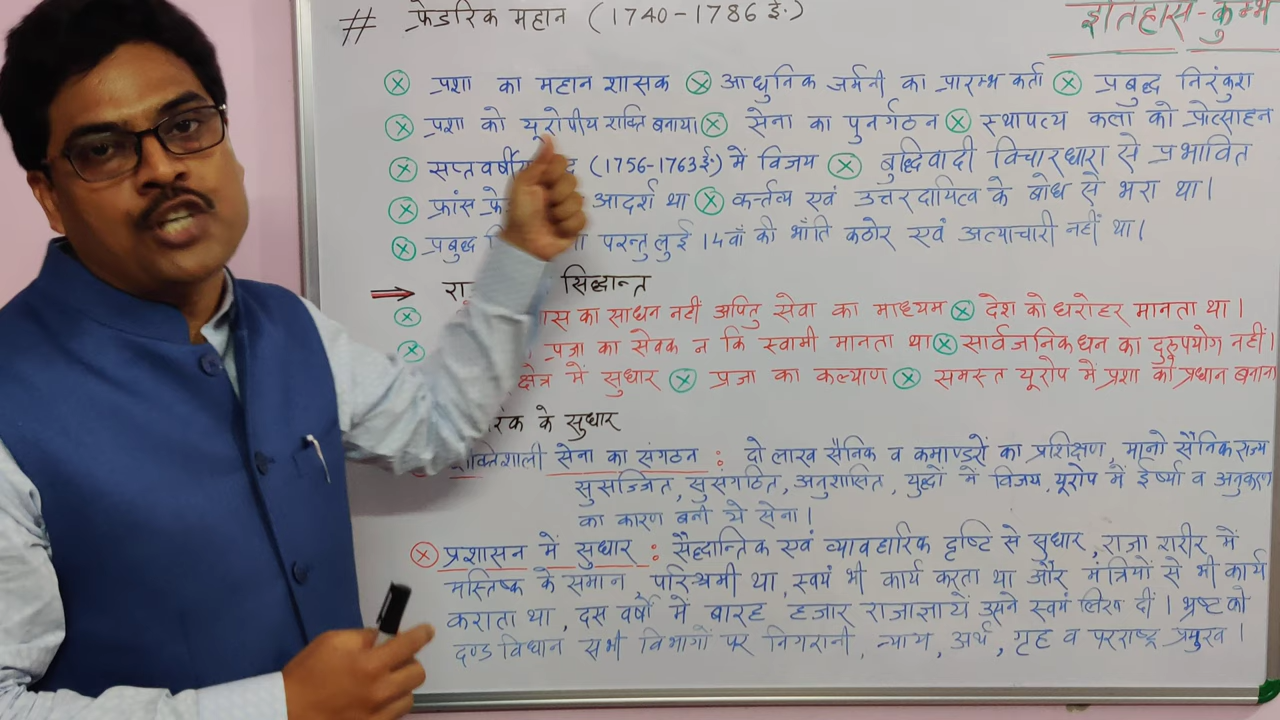 # फ्रेडरिक महान (1740-1786 ई.)
इतिहास-कुम्भ
प्रशा का महान शासक ⊗ आधुनिक जर्मनी का प्रारम्भ कर्ता ⊗ प्रबुद्ध निरंकुश
प्रशा को यूरोपीय शक्ति बनाया ⊗ सेना का पुनर्गठन ⊗ स्थापत्य कला को प्रोत्साहन
सप्तवर्षीय (1756-1763ई) में विजय ⊗ बुद्धिवादी विचारधारा से प्रभावित
फ्रांस आदर्श था ⊗ कर्त्तव्य एवं उत्तरदायित्व के बोध से भरा था।
प्रबुद्ध परन्तु लुई 14वाँ की भाँति कठोर एवं अत्याचारी नहीं था।
सिद्धान्त
का साधन नहीं अपितु सेवा का माध्यम ⊗ देश को धरोहर मानता था।
प्रजा का सेवक न कि स्वामी मानता था ⊗ सार्वजनिक धन का दुरुपयोग नहीं।
क्षेत्र में सुधार ⊗ प्रजा का कल्याण ⊗ समस्त यूरोप में प्रशा को प्रधान बनाना
के सुधार
शक्तिशाली सेना का संगठन : दो लाख सैनिक व कमाण्डरों का प्रशिक्षण, मानो सैनिक राज्य
सुसज्जित, सुसंगठित, अनुशासित, युद्धों में विजय, यूरोप में ईर्ष्या व अनुकरण
का कारण बनी ये सेना।
⊗ प्रशासन में सुधार : सैद्धान्तिक एवं व्यावहारिक दृष्टि से सुधार, राजा शरीर में
मस्तिष्क के समान, परिश्रमी था, स्वयं भी कार्य करता था और मंत्रियों से भी कार्य
कराता था, दस वर्षों में बारह हजार राजाज्ञायें उसने स्वयं लिख दीं। भ्रष्ट को
दण्ड विधान सभी विभागों पर निगरानी, न्याय, अर्थ, गृह व परराष्ट्र प्रमुख।